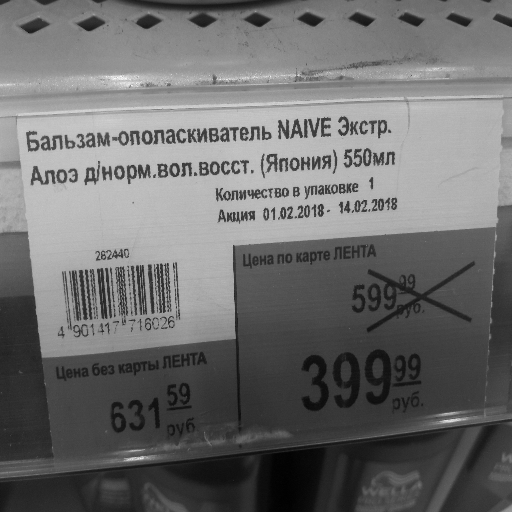 Бальзам-ополаскиватель NAIVE Экстр.
Алоэ д/норм.вол.восст. (Япония) 550мл
Количество в упаковке 1
Акция 01.02.2018 - 14.02.2018
262440
4 901417 716026
Цена по карте ЛЕНТА
599 99
руб.
399 99
руб.
Цена без карты ЛЕНТА
631 59
руб
WELLA